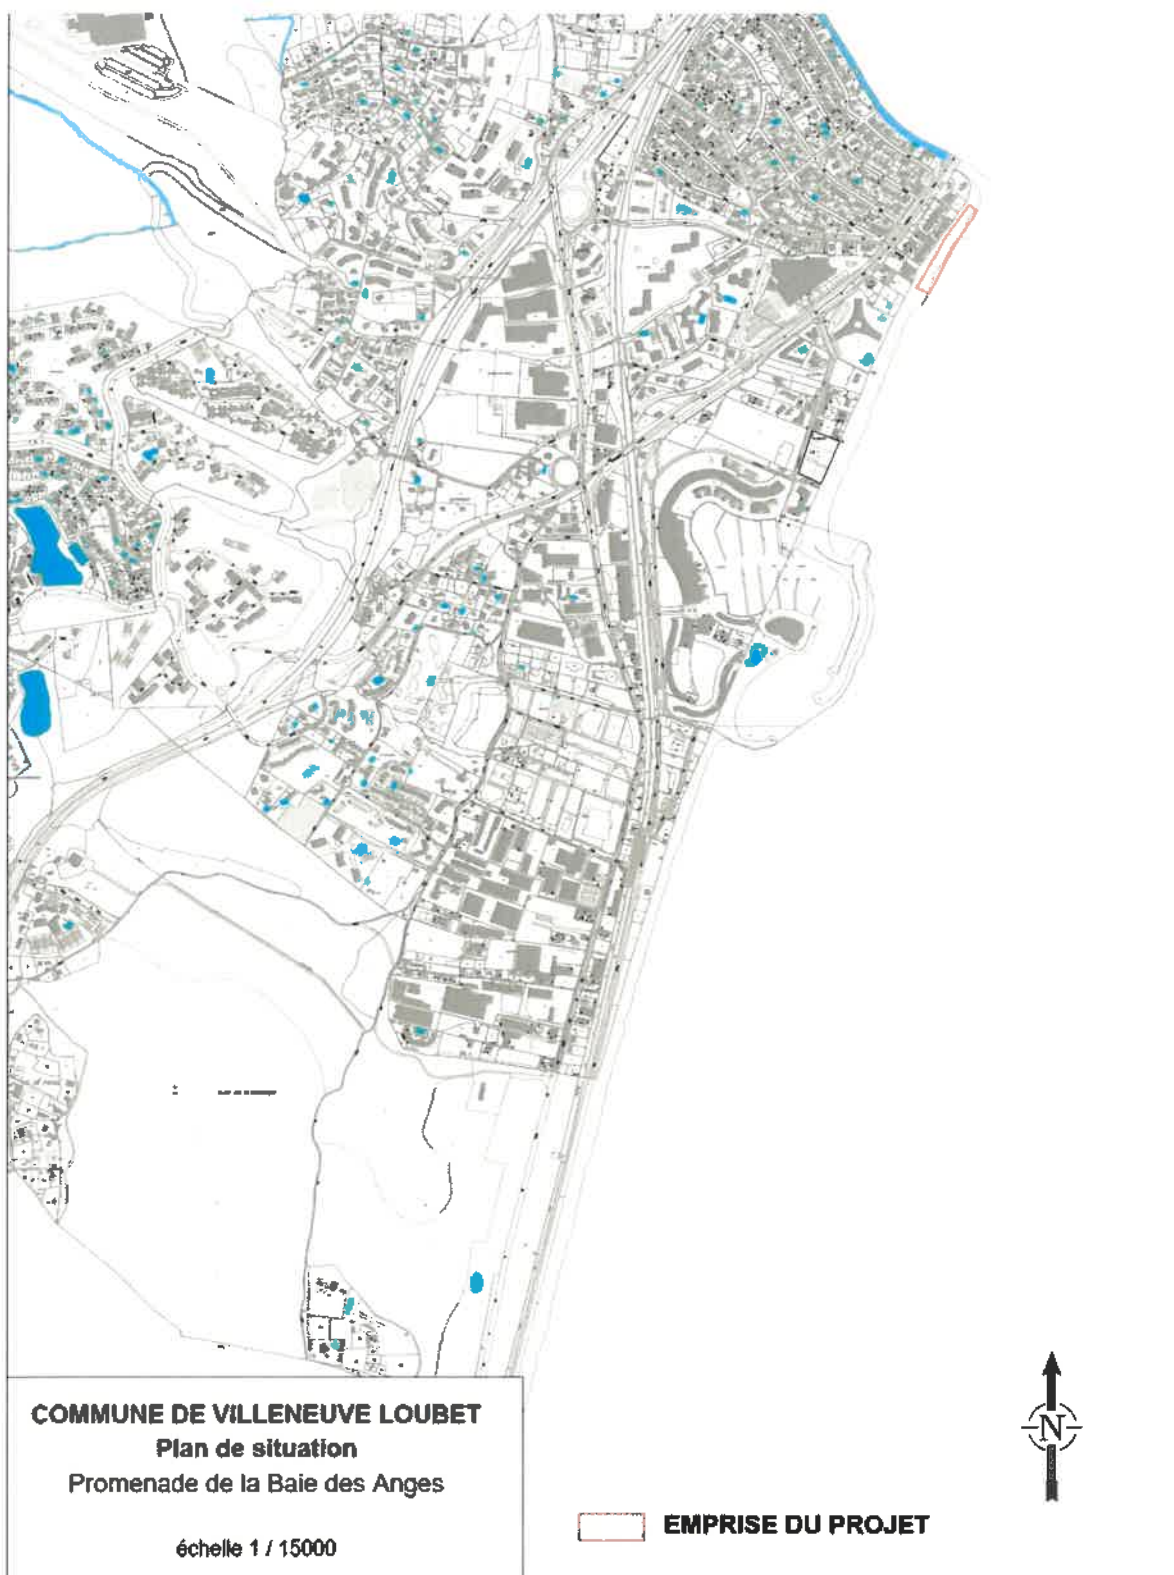 COMMUNE DE VILLENEUVE LOUBET
Plan de situation
Promenade de la Baie des Anges
échelle 1 / 15000
N
EMPRISE DU PROJET